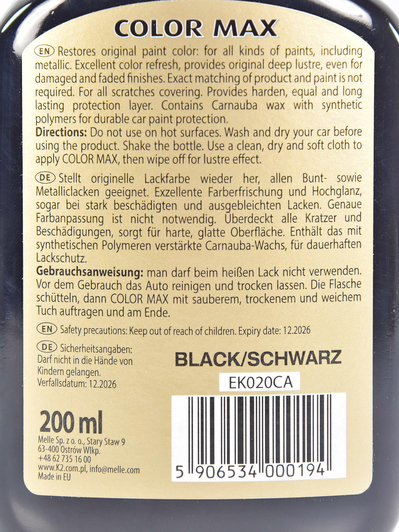 COLOR MAX
EN Restores original paint color: for all kinds of paints, including
metallic. Excellent color refresh, provides original deep lustre, even for
damaged and faded finishes. Exact matching of product and paint is not
required. For all scratches covering. Provides harden, equal and long
lasting protection layer. Contains Carnauba wax with synthetic
polymers for durable car paint protection.
Directions: Do not use on hot surfaces. Wash and dry your car before
using the product. Shake the bottle. Use a clean, dry and soft cloth to
apply COLOR MAX, then wipe off for lustre effect.
DE Stellt originelle Lackfarbe wieder her, allen Bunt- sowie
Metalliclacken geeignet. Exzellente Farberfrischung und Hochglanz,
sogar bei stark beschädigten und ausgebleichten Lacken. Genaue
Farbanpassung ist nicht notwendig. Überdeckt alle Kratzer und
Beschädigungen, sorgt für harte, glatte Oberfläche. Enthält das mit
synthetischen Polymeren verstärkte Carnauba-Wachs, für dauerhaften
Lackschutz.
Gebrauchsanweisung: man darf beim heißen Lack nicht verwenden.
Vor dem Gebrauch das Auto reinigen und trocken lassen. Die Flasche
schütteln, dann COLOR MAX mit sauberem, trockenem und weichem
Tuch auftragen und am Ende.
EN Safety precautions: Keep out of reach of children. Expiry date: 12.2026
DE Sicherheitsangaben:
Darf nicht in die Hände von
Kindern gelangen.
Verfallsdatum: 12.2026
BLACK/SCHWARZ
EK020CA
200 ml
Melle Sp. z o. o., Stary Staw 9
63-400 Ostrów Wlkp.
+48 62 735 16 00
www.K2.com.pl, info@melle.com
Made in EU
5 906534 000194